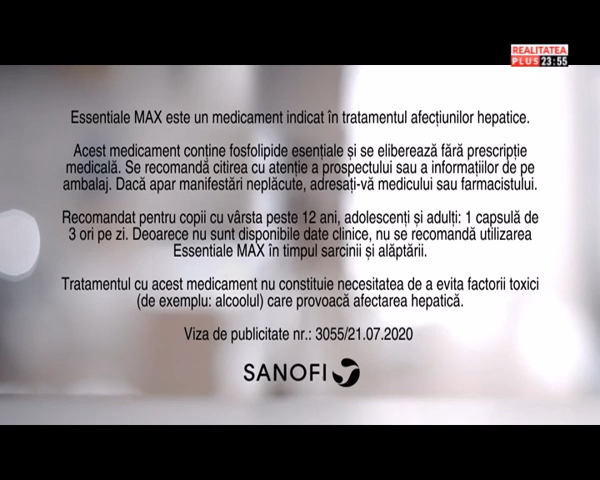 REALITATEA
PLUS 23:55
Essentiale MAX este un medicament indicat în tratamentul afecțiunilor hepatice.
Acest medicament conține fosfolipide esențiale și se eliberează fără prescripție
medicală. Se recomandă citirea cu atenție a prospectului sau a informațiilor de pe
ambalaj. Dacă apar manifestări neplăcute, adresați-vă medicului sau farmacistului.
Recomandat pentru copii cu vârsta peste 12 ani, adolescenți și adulți: 1 capsulă de
3 ori pe zi. Deoarece nu sunt disponibile date clinice, nu se recomandă utilizarea
Essentiale MAX în timpul sarcinii și alăptării.
Tratamentul cu acest medicament nu constituie necesitatea de a evita factorii toxici
(de exemplu: alcoolul) care provoacă afectarea hepatică.
Viza de publicitate nr.: 3055/21.07.2020
SANOFI